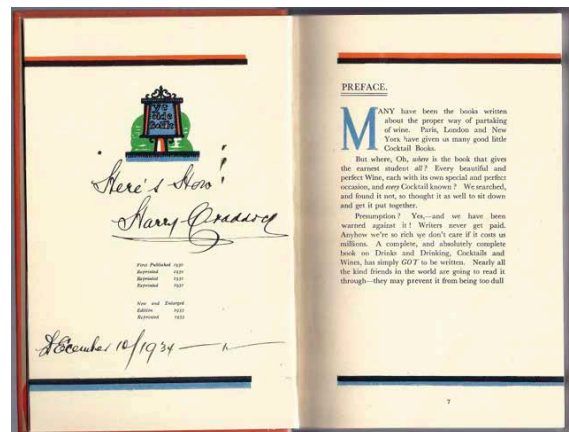 ye
olde
Here's How!
Harry Craddock
First Published 1930
Reprinted 1930
Reprinted 1931
Reprinted 1931
New and Enlarged
Edition
Reprinted
December 10/1934
PREFACE.
MANY have been the books written
about the proper way of partaking
of wine. Paris, London and New
York have given us many good little
Cocktail Books.
But where, Oh, where is the book that gives
the earnest student all? Every beautiful and
perfect Wine, each with its own special and perfect
occasion, and every Cocktail known? We searched,
and found it not, so thought it as well to sit down
and get it put together.
Presumption? Yes,—and we have been
warned against it! Writers never get paid.
Anyhow we're so rich ye don't care if it costs us
millions. A complete, and absolutely complete
book on Drinks and Drinking, Cocktails and
Wines, has simply GOT to be written. Nearly all
the kind friends in the world are going to read it
through—they may prevent it from being too dull
7